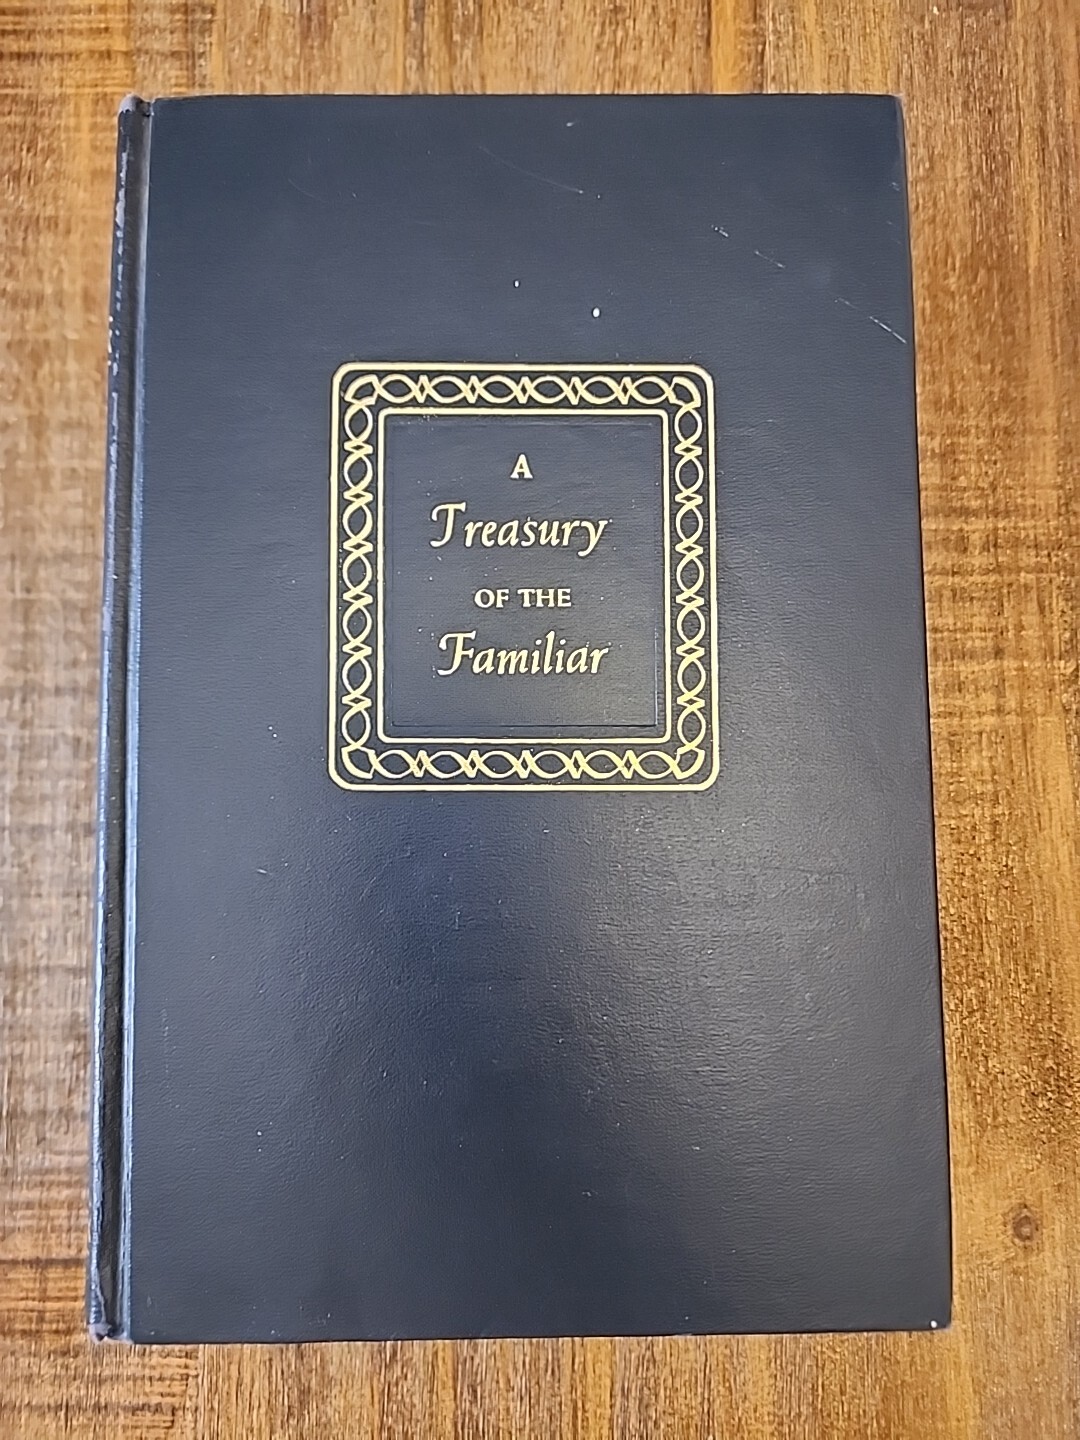 A
Treasury
OF THE
Familiar